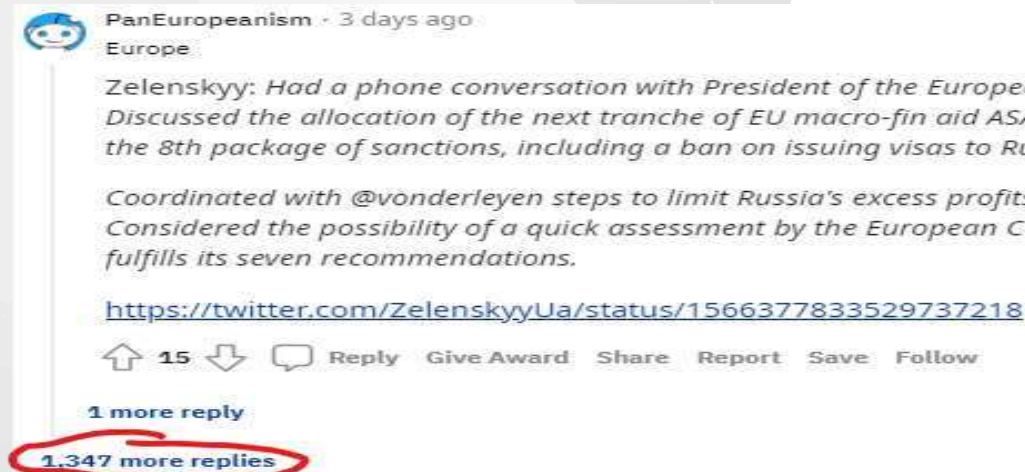 PanEuropeanism · 3 days ago
Europe
Zelenskyy: Had a phone conversation with President of the Europe
Discussed the allocation of the next tranche of EU macro-fin aid ASA
the 8th package of sanctions, including a ban on issuing visas to Ru
Coordinated with @vonderleyen steps to limit Russia's excess profits
Considered the possibility of a quick assessment by the European C
fulfills its seven recommendations.
https://twitter.com/ZelenskyyUa/status/1566377833529737218
15 Reply Give Award Share Report Save Follow
1 more reply
1,347 more replies